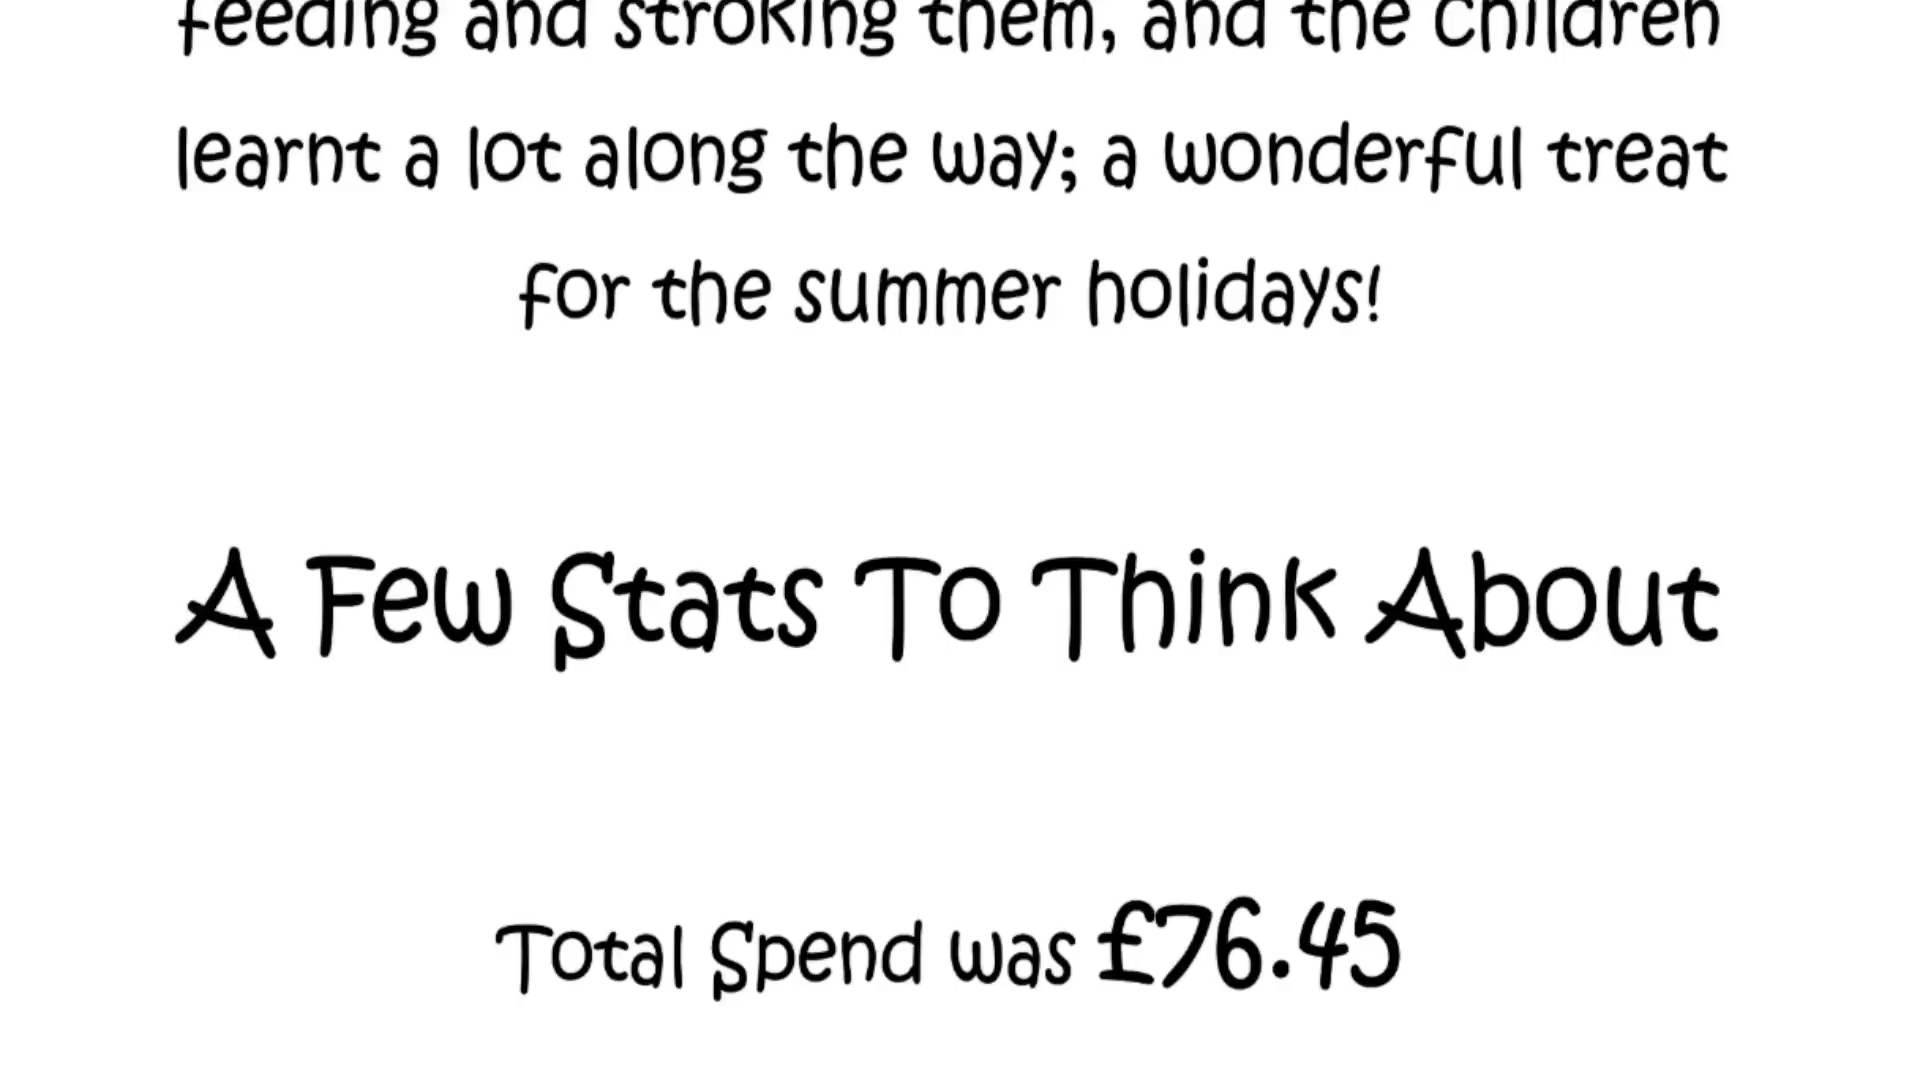 feeding and stroking them, and the children
learnt a lot along the way; a wonderful treat
for the summer holidays!
A Few Stats To Think About
Total Spend was £76.45